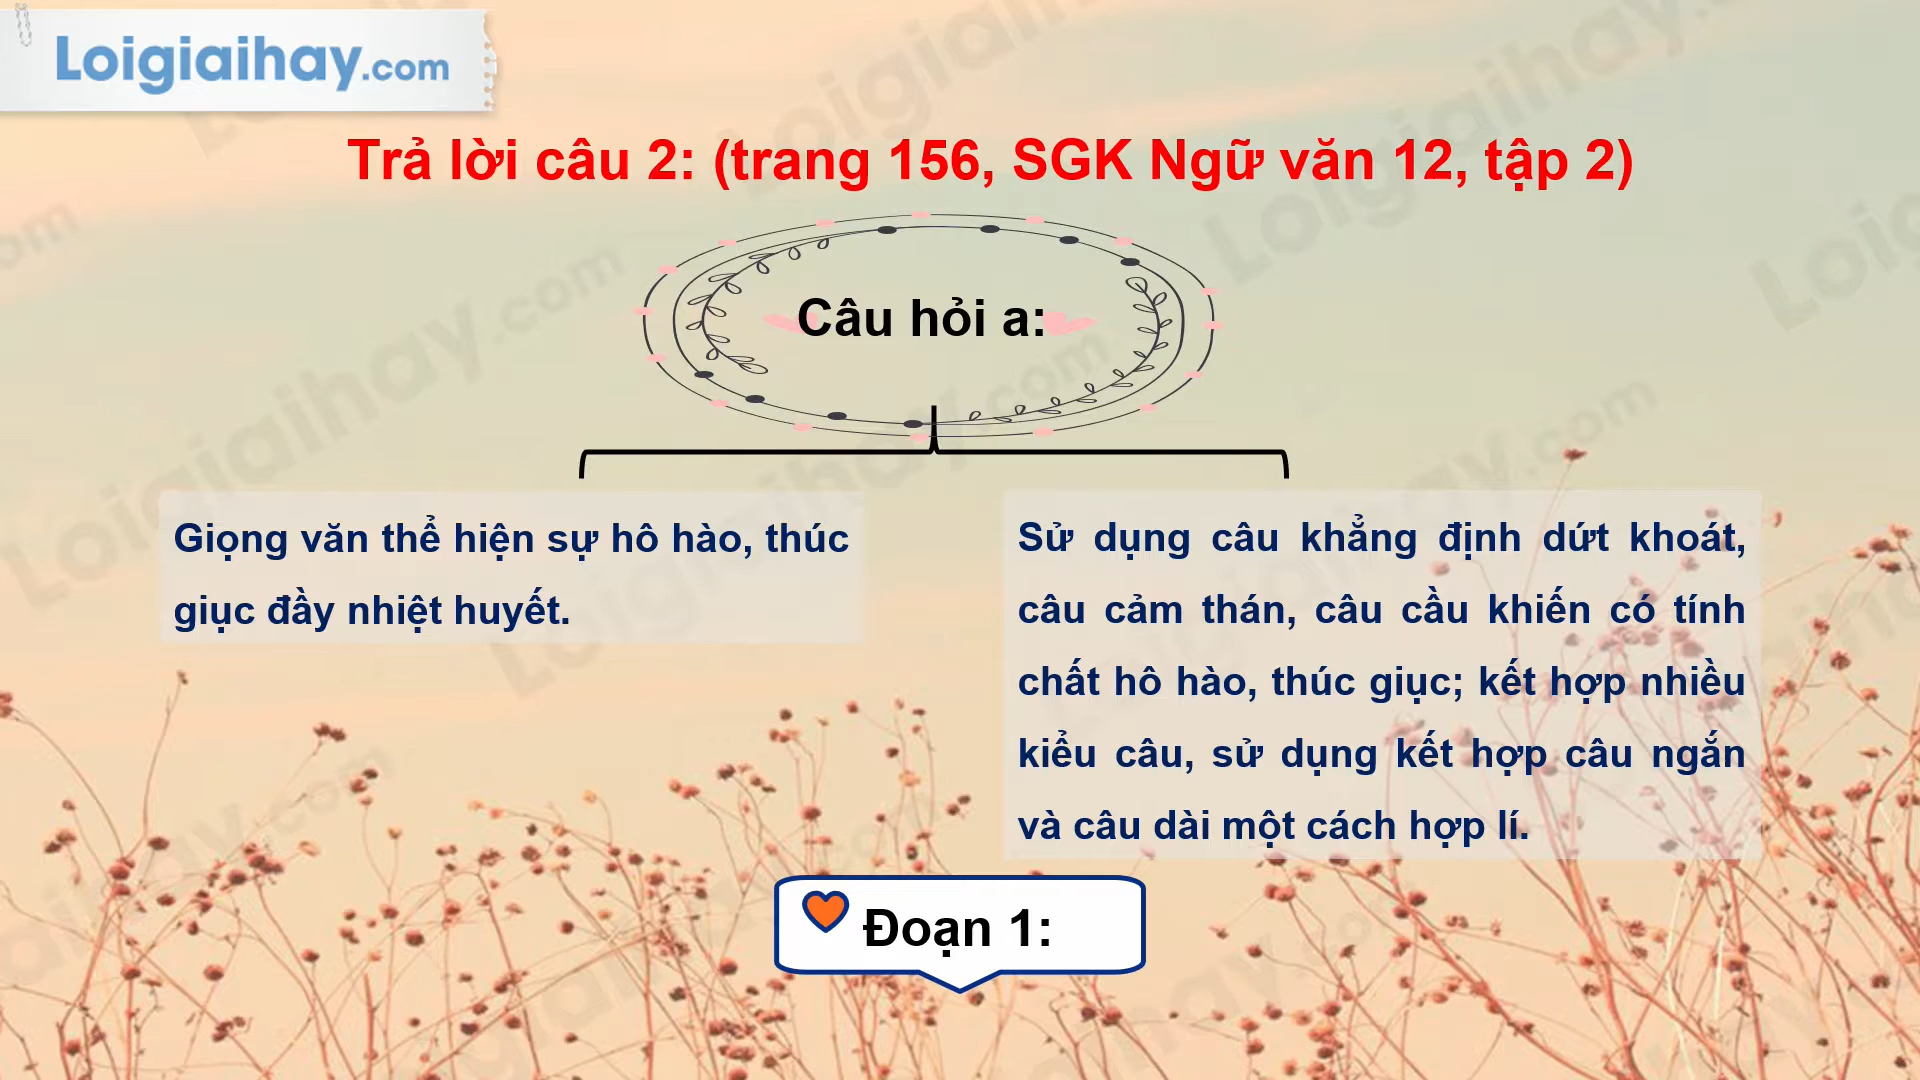 Loigiaihay.com
Trả lời câu 2: (trang 156, SGK Ngữ văn 12, tập 2)
Câu hỏi a:
Giọng văn thể hiện sự hô hào, thúc
giục đầy nhiệt huyết.
Sử dụng câu khẳng định dứt khoát,
câu cảm thán, câu cầu khiến có tính
chất hô hào, thúc giục; kết hợp nhiều
kiểu câu, sử dụng kết hợp câu ngắn
và câu dài một cách hợp lí.
Đoạn 1: